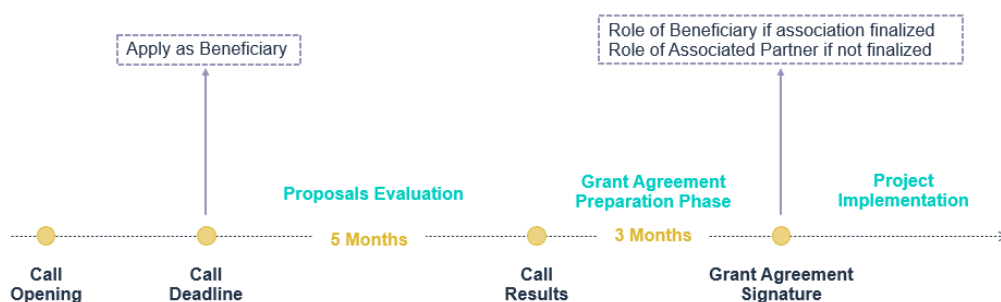 Apply as Beneficiary
Role of Beneficiary if association finalized
Role of Associated Partner if not finalized
Proposals Evaluation
Grant Agreement
Preparation Phase
Project
Implementation
5 Months
3 Months
Call
Opening
Call
Deadline
Call
Results
Grant Agreement
Signature